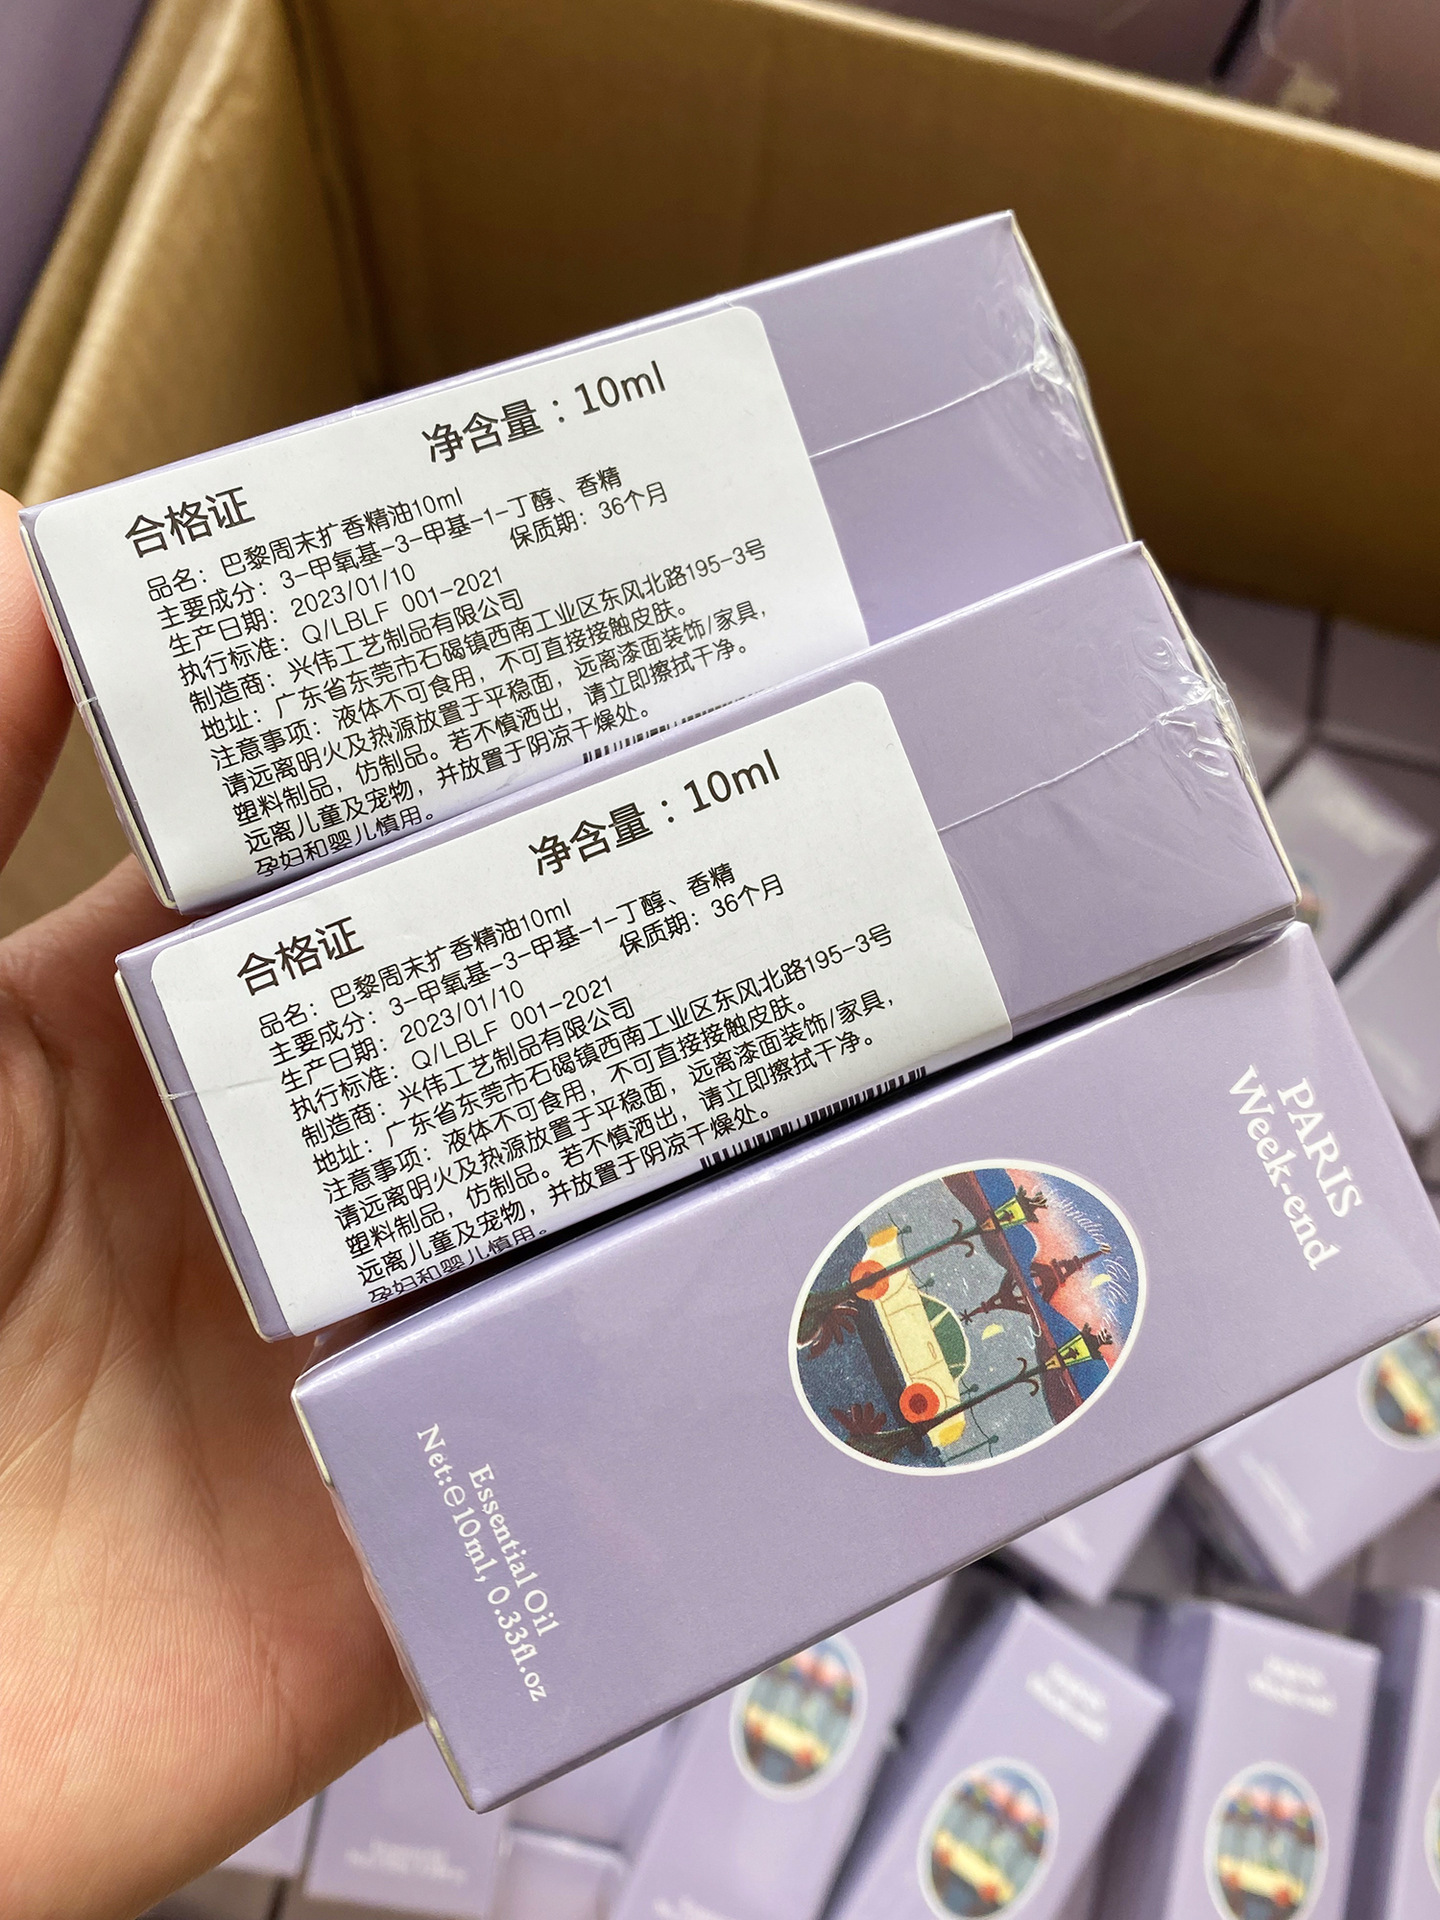 净含量：10ml
合格证
品名：巴黎周末扩香精油10ml
主要成分：3-甲氧基-3-甲基-1-丁醇、香精
生产日期：2023/01/10 保质期：36个月
执行标准：Q/LBLF 001-2021
制造商：兴伟工艺制品有限公司
地址：广东省东莞市石碣镇西南工业区东风北路195-3号
注意事项：液体不可食用，不可直接接触皮肤。
请远离明火及热源放置于平稳面，远离漆面装饰/家具，
塑料制品，仿制品。若不慎洒出，请立即擦拭干净。
远离儿童及宠物，并放置于阴凉干燥处。
孕妇和婴儿慎用。
净含量：10ml
合格证
品名：巴黎周末扩香精油10ml
主要成分：3-甲氧基-3-甲基-1-丁醇、香精
生产日期：2023/01/10 保质期：36个月
执行标准：Q/LBLF 001-2021
制造商：兴伟工艺制品有限公司
地址：广东省东莞市石碣镇西南工业区东风北路195-3号
注意事项：液体不可食用，不可直接接触皮肤。
请远离明火及热源放置于平稳面，远离漆面装饰/家具，
塑料制品，仿制品。若不慎洒出，请立即擦拭干净。
远离儿童及宠物，并放置于阴凉干燥处。
孕妇和婴儿慎用。
PARIS
Week-end
Essential Oil
Net:℮10ml, 0.33fl.oz